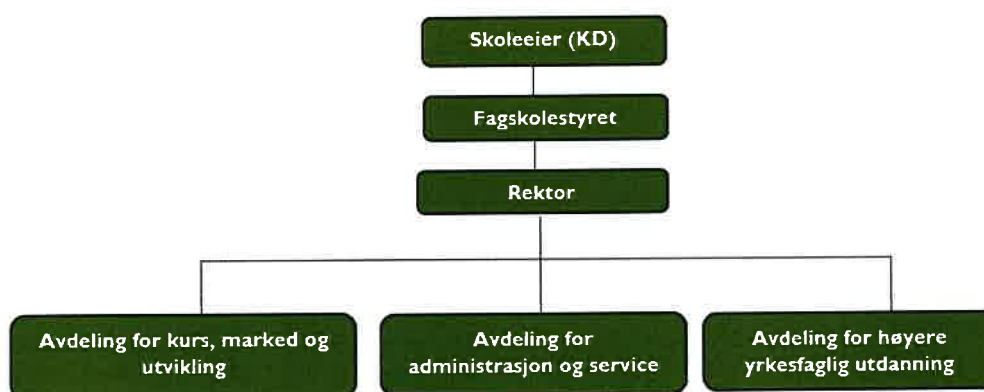 Skoleeier (KD)
Fagskolestyret
Rektor
Avdeling for kurs, marked og
utvikling
Avdeling for
administrasjon og service
Avdeling for høyere
yrkesfaglig utdanning